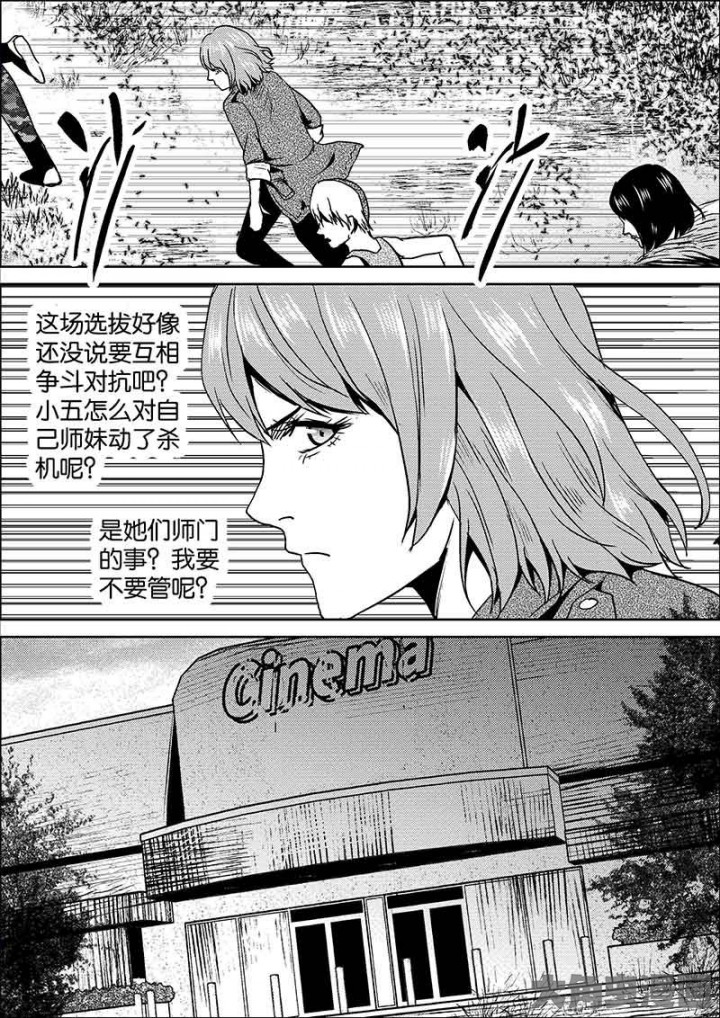 这场选拔好像
还没说要互相
争斗对抗吧？
小五怎么对自
己师妹动了杀
机呢？
是她们师门
的事？我要
不要管呢？
Cinema